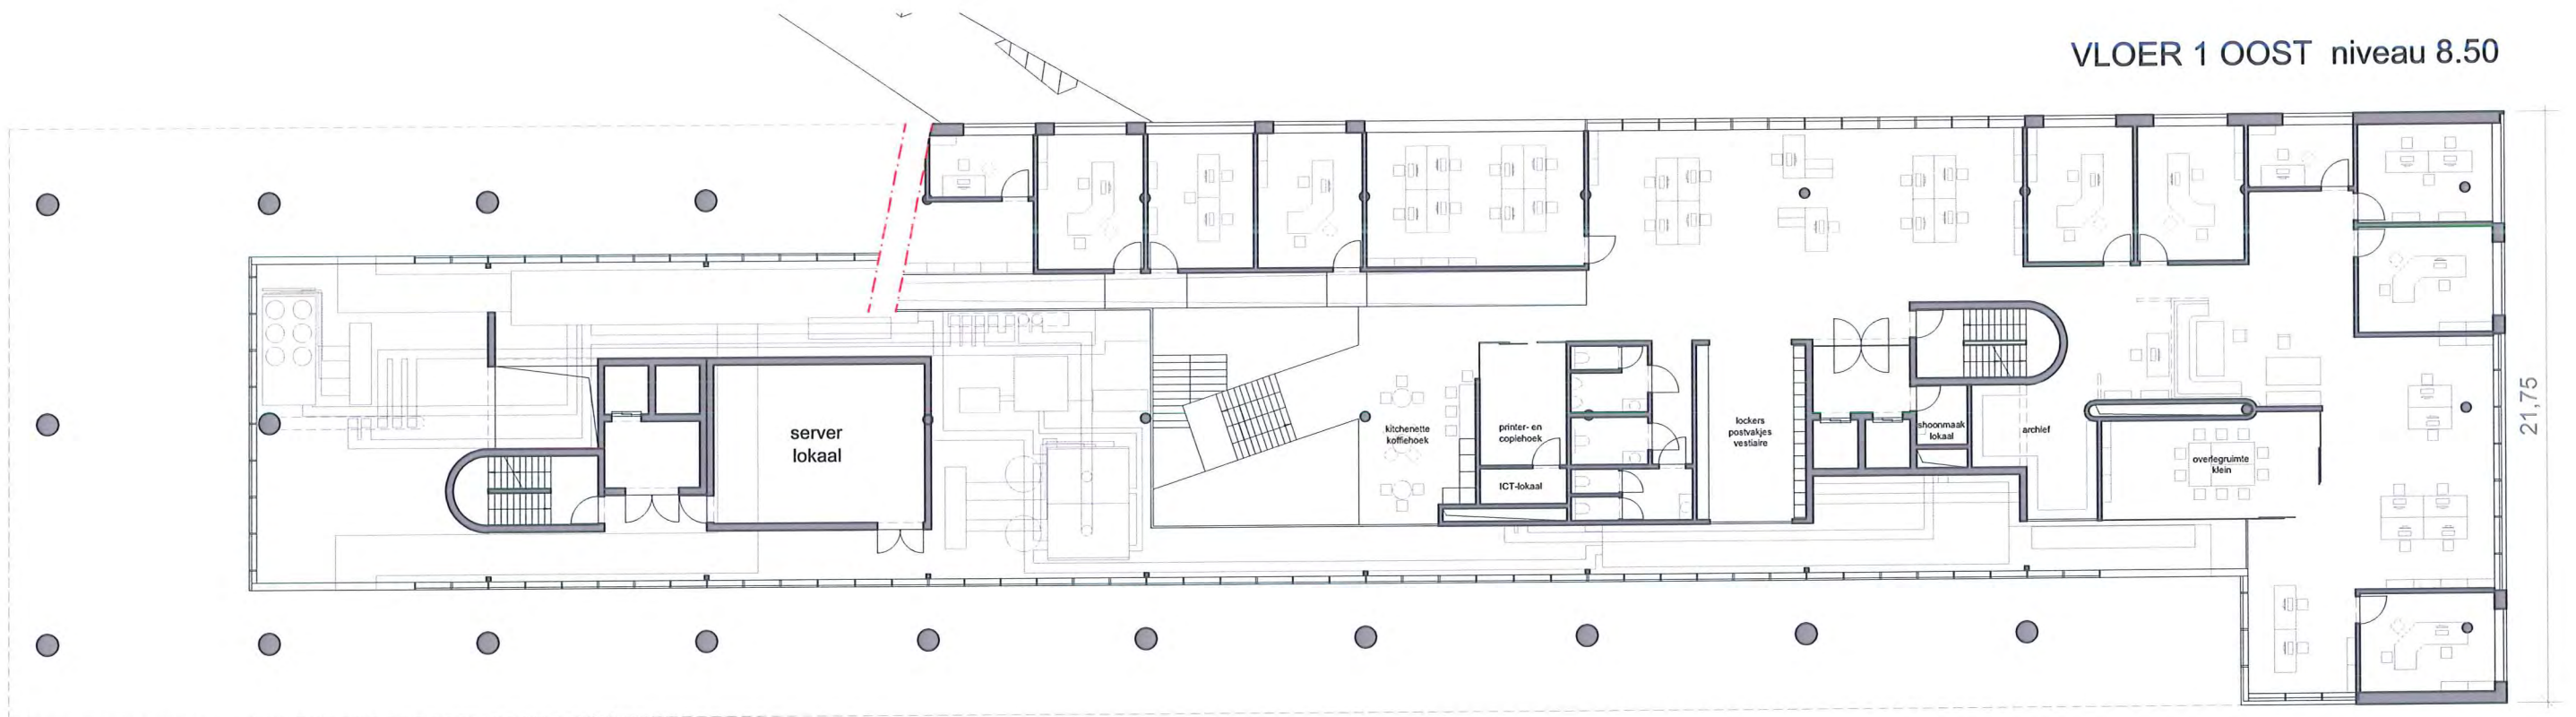 VLOER 1 OOST niveau 8.50
server
lokaal
kitchenette
koffiehoek
printer- en
copiehoek
ICT-lokaal
lockers
postvakjes
vestiaire
shoonmaak
lokaal
archief
overlegruimte
klein
21,75